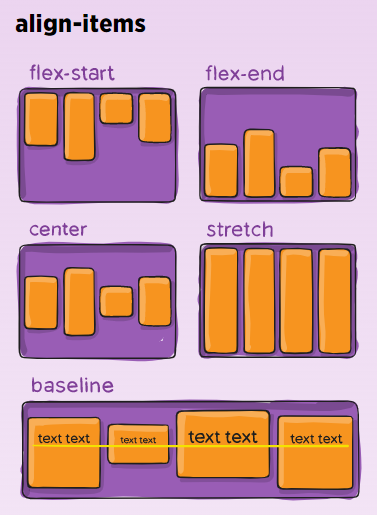 align-items
flex-start
flex-end
center
stretch
baseline
text text
text text
text text
text text